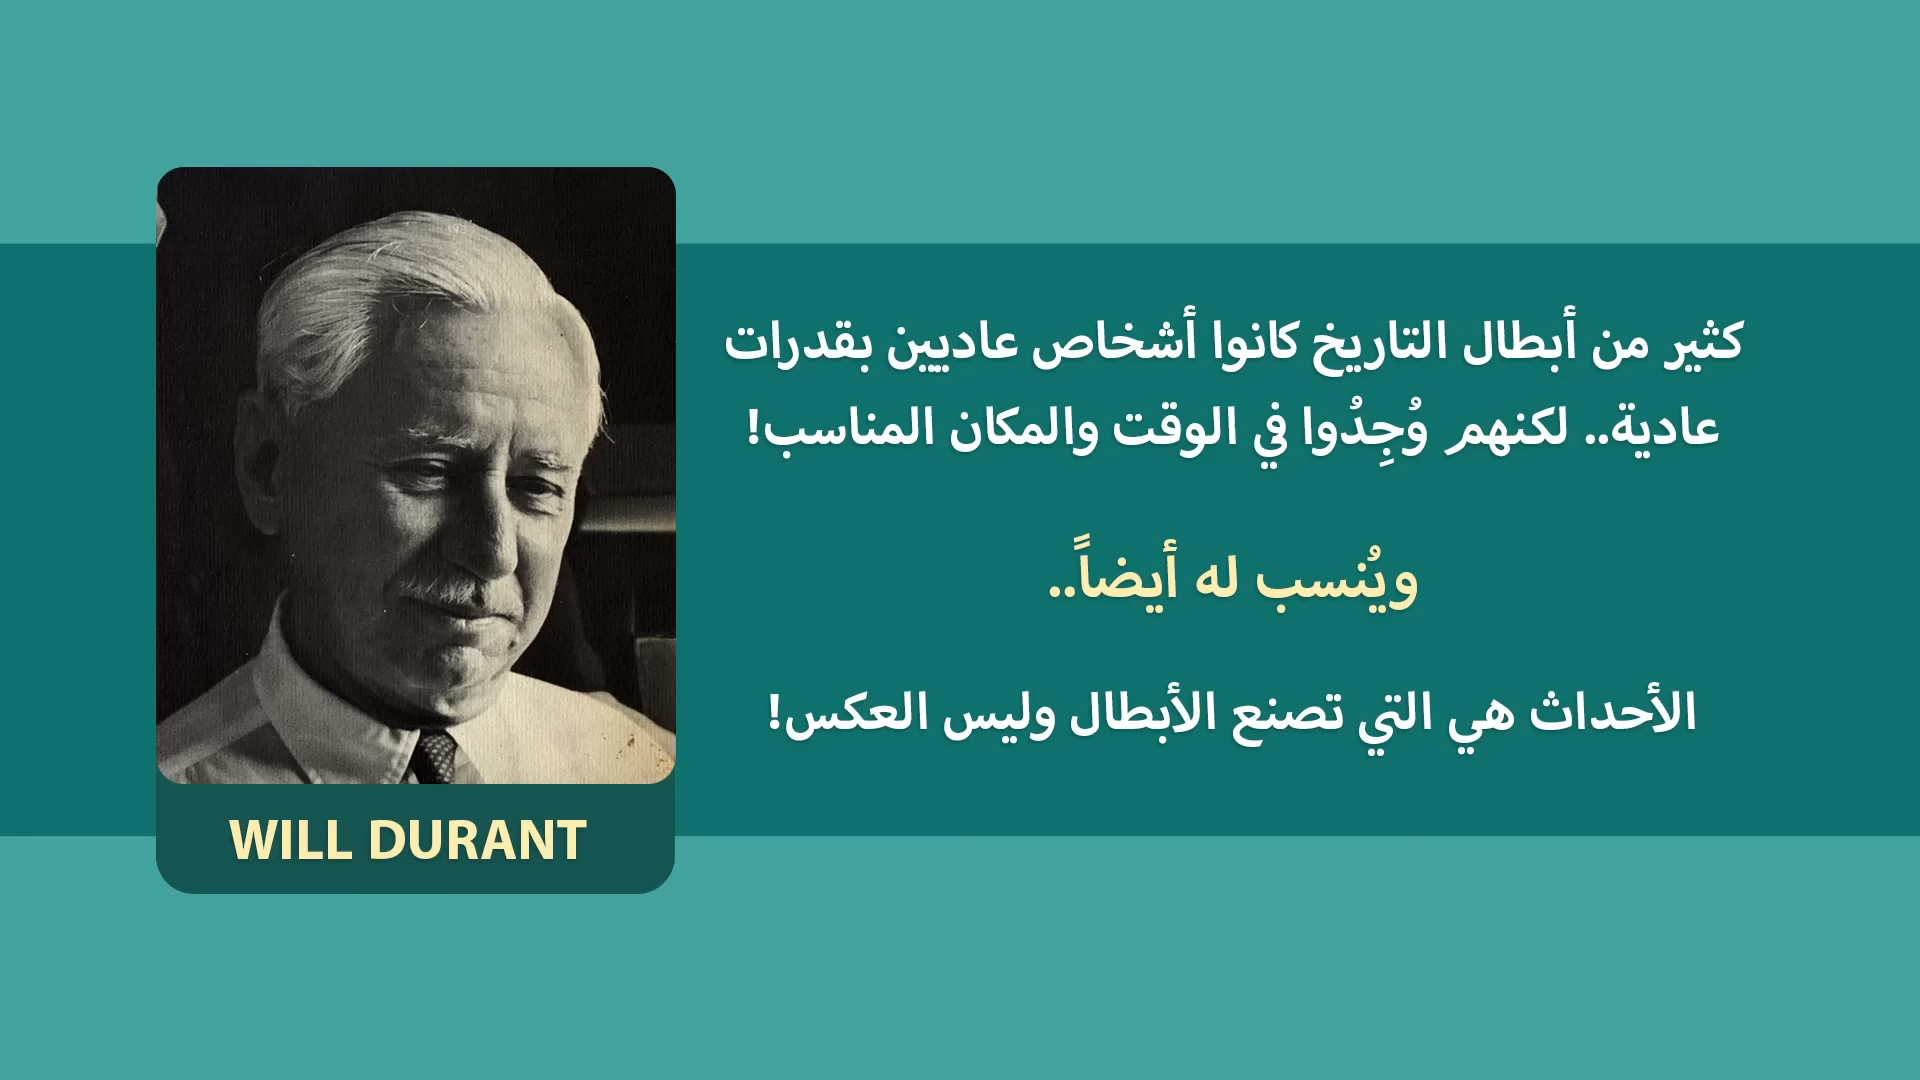 كثير من أبطال التاريخ كانوا أشخاص عاديين بقدرات
عادية.. لكنهم وُجِدُوا في الوقت والمكان المناسب!
ويُنسب له أيضاً..
الأحداث هي التي تصنع الأبطال وليس العكس!
WILL DURANT